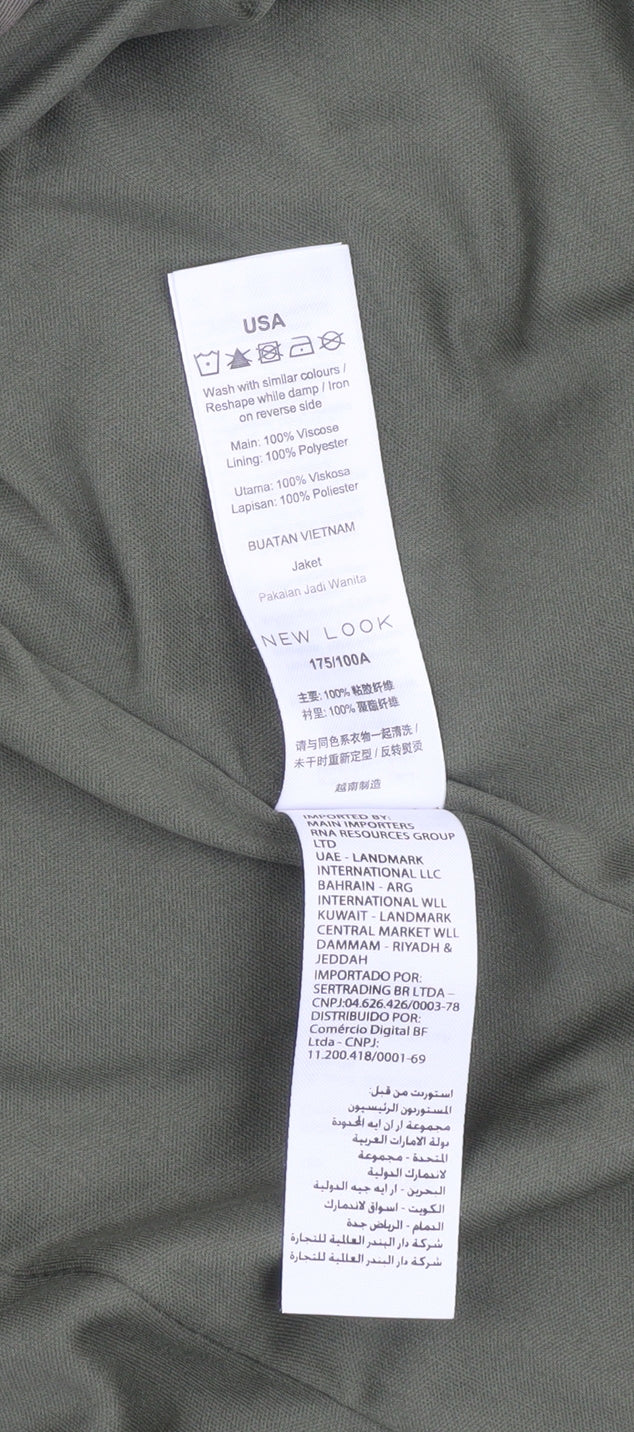 USA
Wash with similar colours /
Reshape while damp / Iron
on reverse side
Main: 100% Viscose
Lining: 100% Polyester
Utama: 100% Viskosa
Lapisan: 100% Poliester
BUATAN VIETNAM
Jaket
Pakaian Jadi Wanita
NEW LOOK
175/100A
主要: 100% 粘胶纤维
衬里: 100% 聚酯纤维
请与同色系衣物一起清洗 /
未干时重新定型 / 反转熨烫
越南制造
IMPORTED BY:
MAIN IMPORTERS
RNA RESOURCES GROUP
LTD
UAE - LANDMARK
INTERNATIONAL LLC
BAHRAIN - ARG
INTERNATIONAL WLL
KUWAIT - LANDMARK
CENTRAL MARKET WLL
DAMMAM - RIYADH &
JEDDAH
IMPORTADO POR:
SERTRADING BR LTDA –
CNPJ:04.626.426/0003-78
DISTRIBUIDO POR:
Comércio Digital BF
Ltda - CNPJ:
11.200.418/0001-69
استوردت من قبل:
المستوردون الرئيسيون
مجموعة ار ان ايه المحدودة
دولة الامارات العربية
المتحدة - مجموعة
لاندمارك الدولية
البحرين - ار ايه جيه الدولية
الكويت - اسواق لاندمارك
الدمام - الرياض جدة
شركة دار البندر العالمية للتجارة
شركة دار البندر العالمية للتجارة